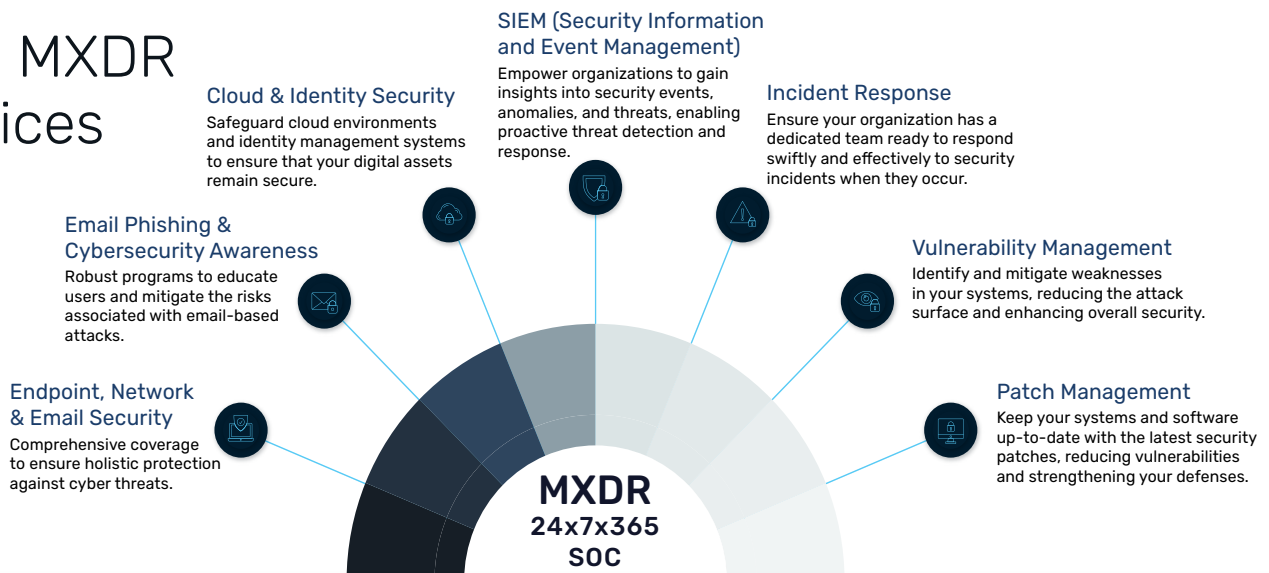 MXDR
ices
Endpoint, Network
& Email Security
Comprehensive coverage
to ensure holistic protection
against cyber threats.
Email Phishing &
Cybersecurity Awareness
Robust programs to educate
users and mitigate the risks
associated with email-based
attacks.
Cloud & Identity Security
Safeguard cloud environments
and identity management systems
to ensure that your digital assets
remain secure.
SIEM (Security Information
and Event Management)
Empower organizations to gain
insights into security events,
anomalies, and threats, enabling
proactive threat detection and
response.
Incident Response
Ensure your organization has a
dedicated team ready to respond
swiftly and effectively to security
incidents when they occur.
Vulnerability Management
Identify and mitigate weaknesses
in your systems, reducing the attack
surface and enhancing overall security.
Patch Management
Keep your systems and software
up-to-date with the latest security
patches, reducing vulnerabilities
and strengthening your defenses.
MXDR
24x7x365
SOC